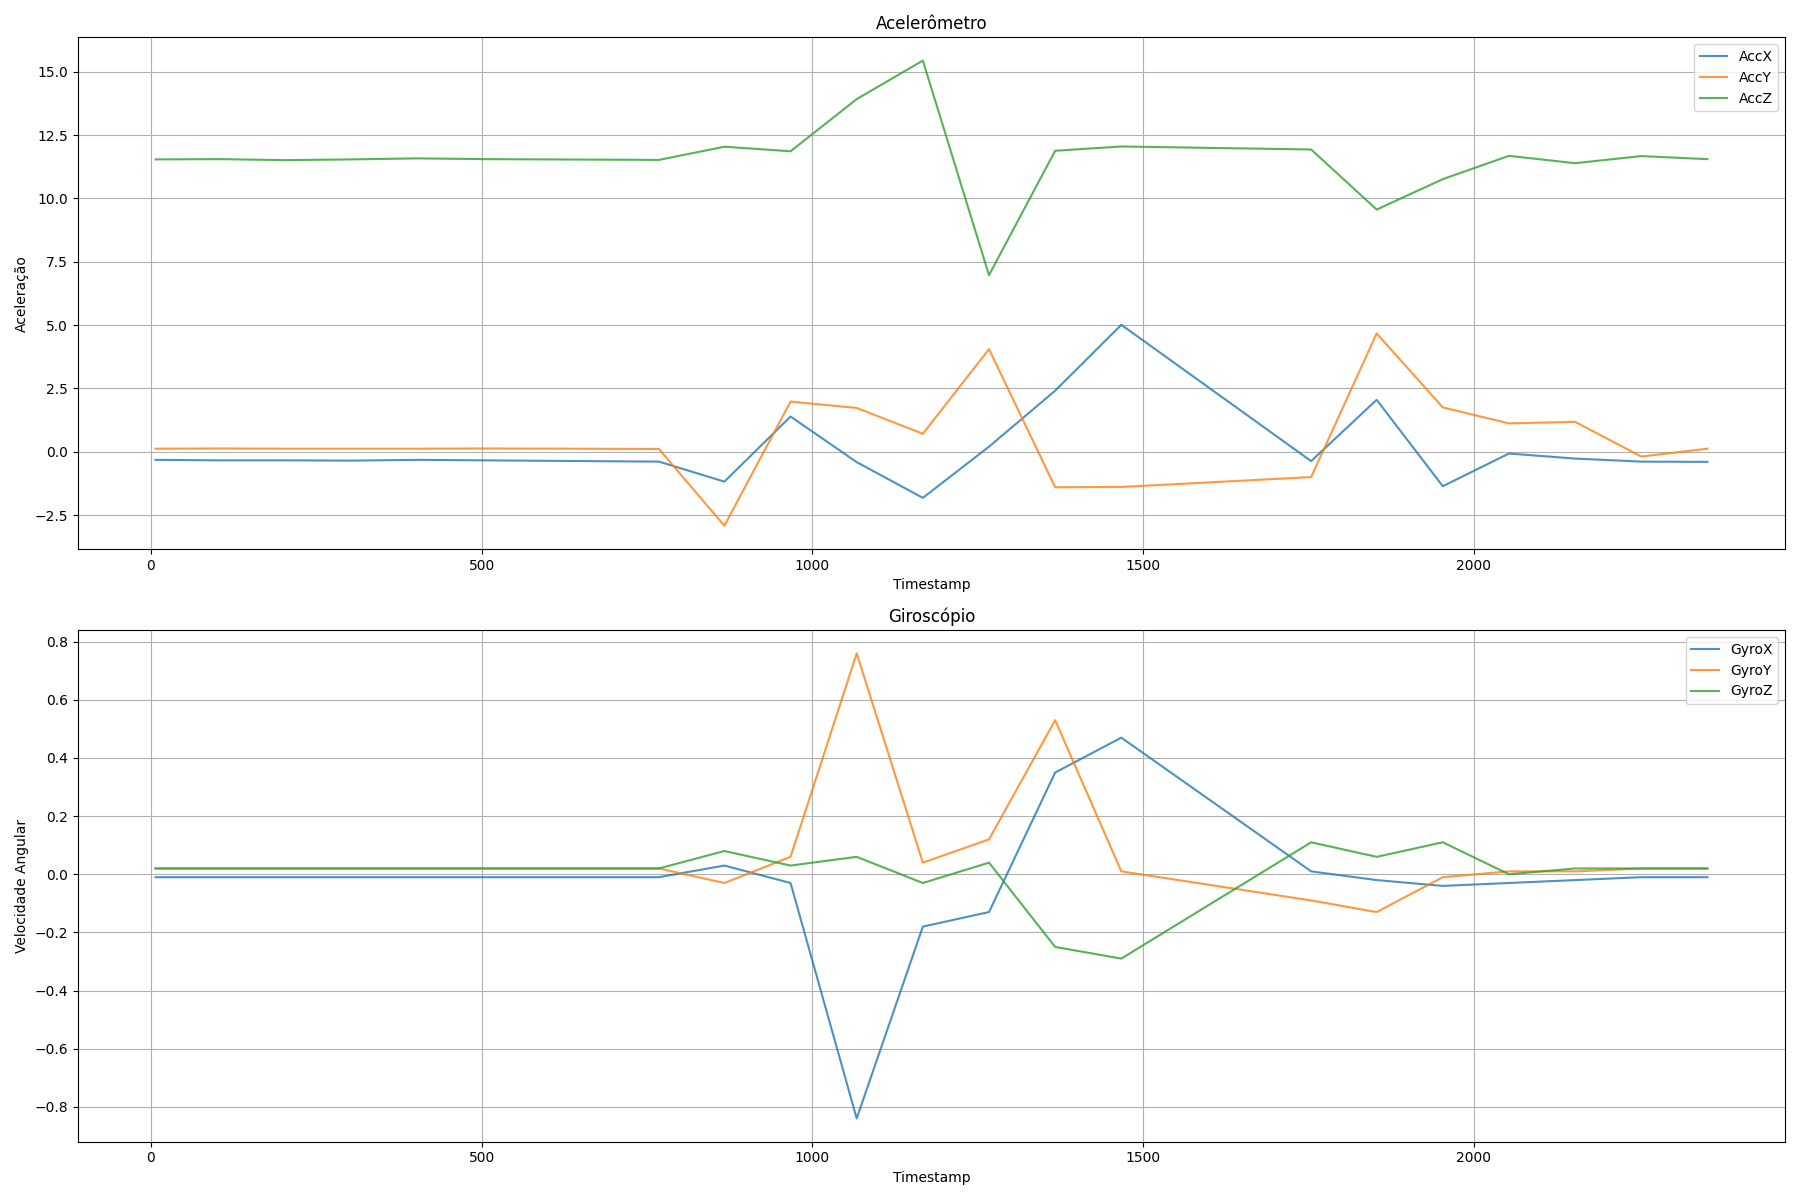 Acelerômetro
15.0
12.5
10.0
7.5
5.0
2.5
0.0
−2.5
Aceleração
AccX
AccY
AccZ
0 500 1000 1500 2000
Timestamp
Giroscópio
0.8
0.6
0.4
0.2
0.0
−0.2
−0.4
−0.6
−0.8
Velocidade Angular
GyroX
GyroY
GyroZ
0 500 1000 1500 2000
Timestamp